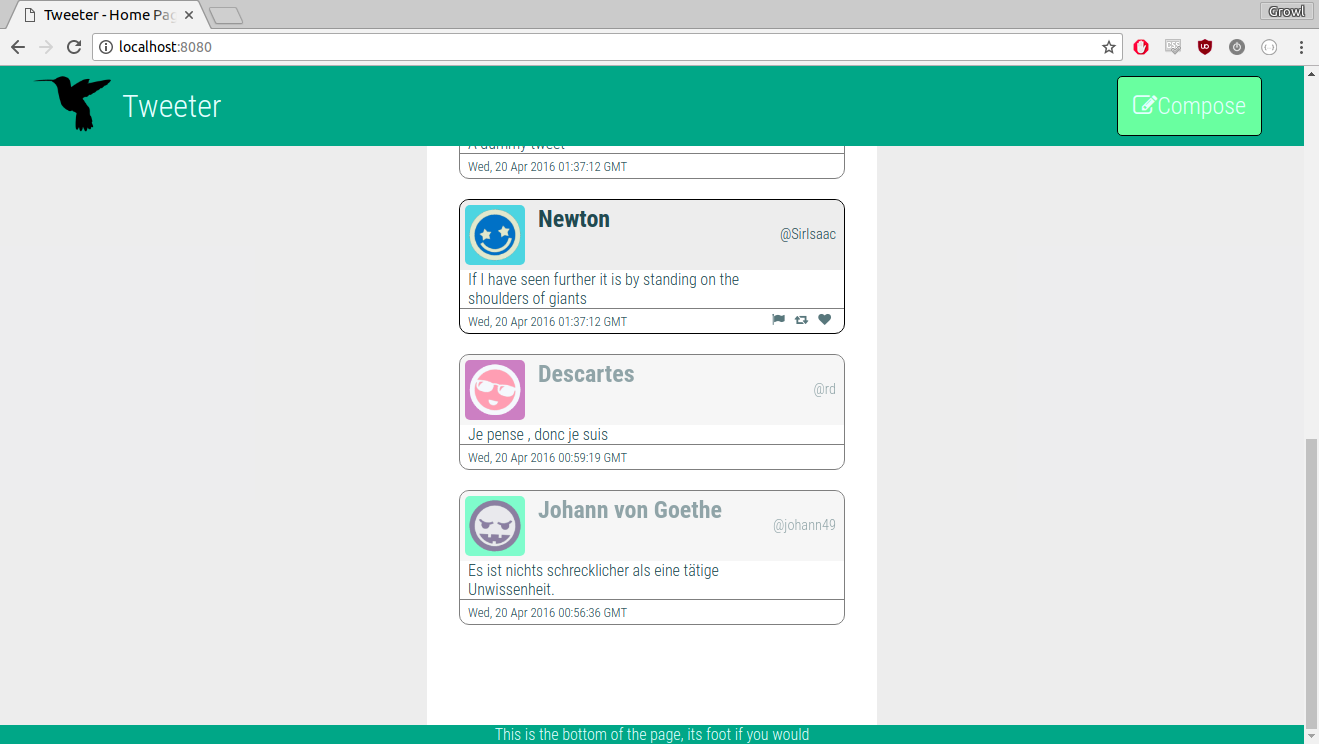 Tweeter - Home Pag
Growl
localhost:8080
Tweeter
Compose
A dummy tweet
Wed, 20 Apr 2016 01:37:12 GMT
Newton
@SirIsaac
If I have seen further it is by standing on the
shoulders of giants
Wed, 20 Apr 2016 01:37:12 GMT
Descartes
@rd
Je pense , donc je suis
Wed, 20 Apr 2016 00:59:19 GMT
Johann von Goethe
@johann49
Es ist nichts schrecklicher als eine tätige
Unwissenheit.
Wed, 20 Apr 2016 00:56:36 GMT
This is the bottom of the page, its foot if you would